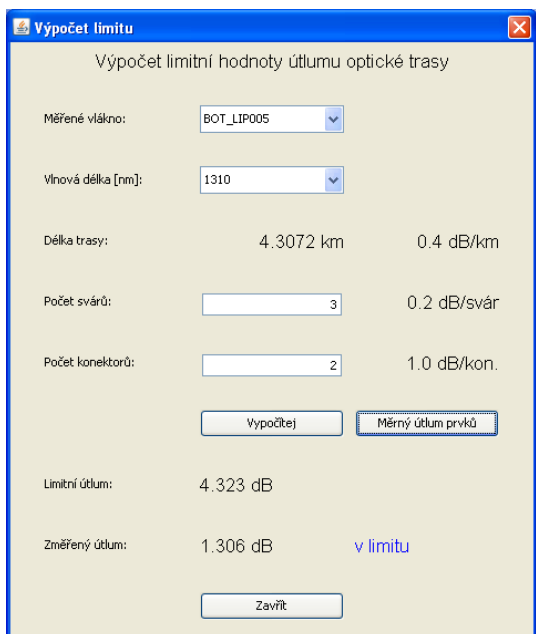 Výpočet limitu
Výpočet limitní hodnoty útlumu optické trasy
Měřené vlákno: BOT_LIP005
Vlnová délka [nm]: 1310
Délka trasy: 4.3072 km 0.4 dB/km
Počet svárů: 3 0.2 dB/svár
Počet konektorů: 2 1.0 dB/kon.
Vypočítej Měrný útlum prvků
Limitní útlum: 4.323 dB
Změřený útlum: 1.306 dB v limitu
Zavřít